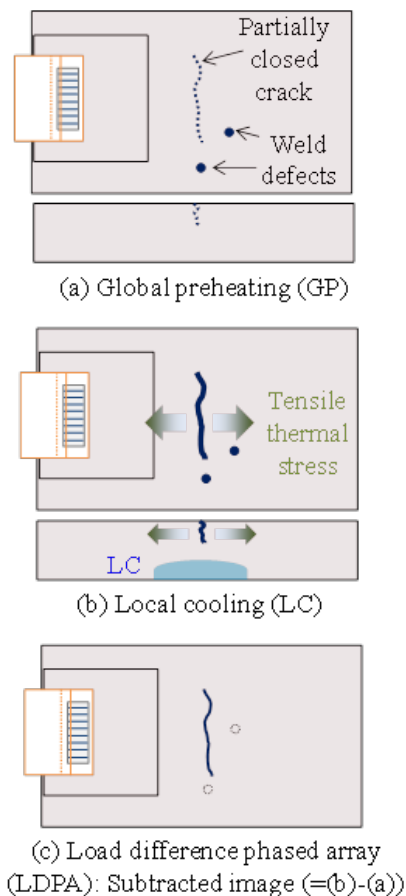 Partially
closed
crack
Weld
defects
(a) Global preheating (GP)
Tensile
thermal
stress
LC
(b) Local cooling (LC)
(c) Load difference phased array
(LDPA): Subtracted image (=(b)-(a))